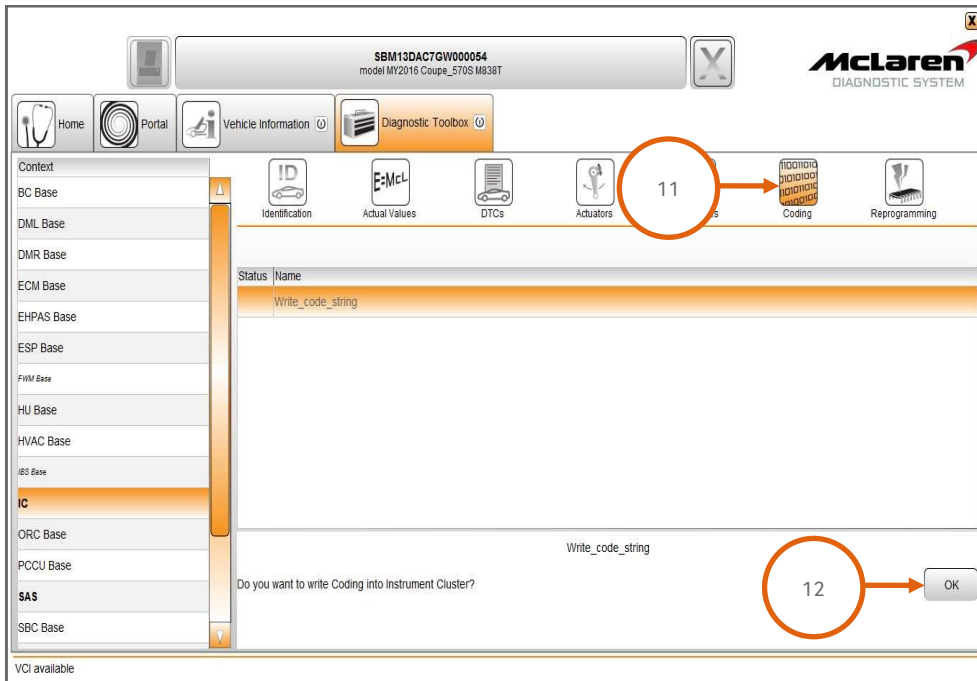 X
SBM13DAC7GW000054
model MY2016 Coupe_570S M838T
X
McLaren
DIAGNOSTIC SYSTEM
Home
Portal
Vehicle Information
Diagnostic Toolbox
Context
BC Base
DML Base
DMR Base
ECM Base
EHPAS Base
ESP Base
FWM Base
HU Base
HVAC Base
IBS Base
IC
ORC Base
PCCU Base
SAS
SBC Base
ID
Identification
E=McL
Actual Values
DTCs
Actuators
11
Coding
Reprogramming
Status Name
Write_code_string
Write_code_string
Do you want to write Coding into Instrument Cluster?
12
OK
VCI available